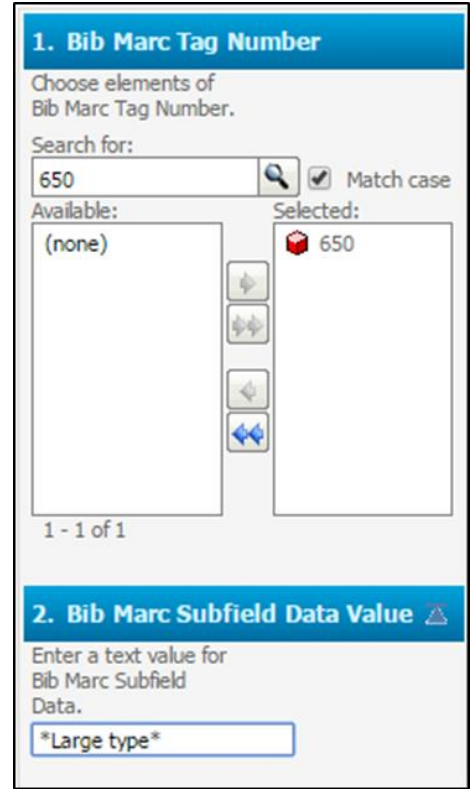 1. Bib Marc Tag Number
Choose elements of
Bib Marc Tag Number.
Search for:
650
Match case
Available:
Selected:
(none)
650
1 - 1 of 1
2. Bib Marc Subfield Data Value
Enter a text value for
Bib Marc Subfield
Data.
*Large type*